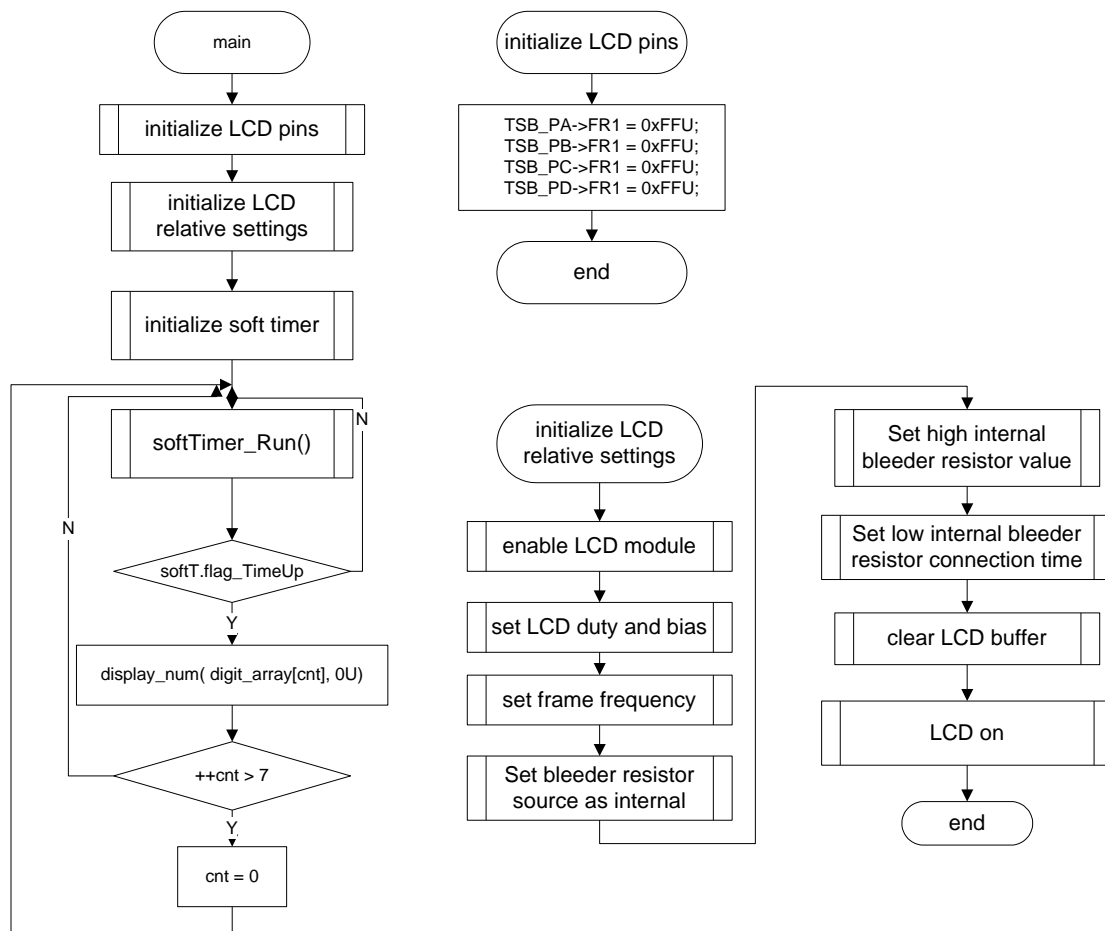 main
initialize LCD pins
initialize LCD
relative settings
initialize soft timer
N
softTimer_Run()
N
softT.flag_TimeUp
Y
display_num( digit_array[cnt], 0U)
++cnt > 7
Y
cnt = 0
initialize LCD pins
TSB_PA->FR1 = 0xFFU;
TSB_PB->FR1 = 0xFFU;
TSB_PC->FR1 = 0xFFU;
TSB_PD->FR1 = 0xFFU;
end
initialize LCD
relative settings
enable LCD module
set LCD duty and bias
set frame frequency
Set bleeder resistor
source as internal
Set high internal
bleeder resistor value
Set low internal bleeder
resistor connection time
clear LCD buffer
LCD on
end